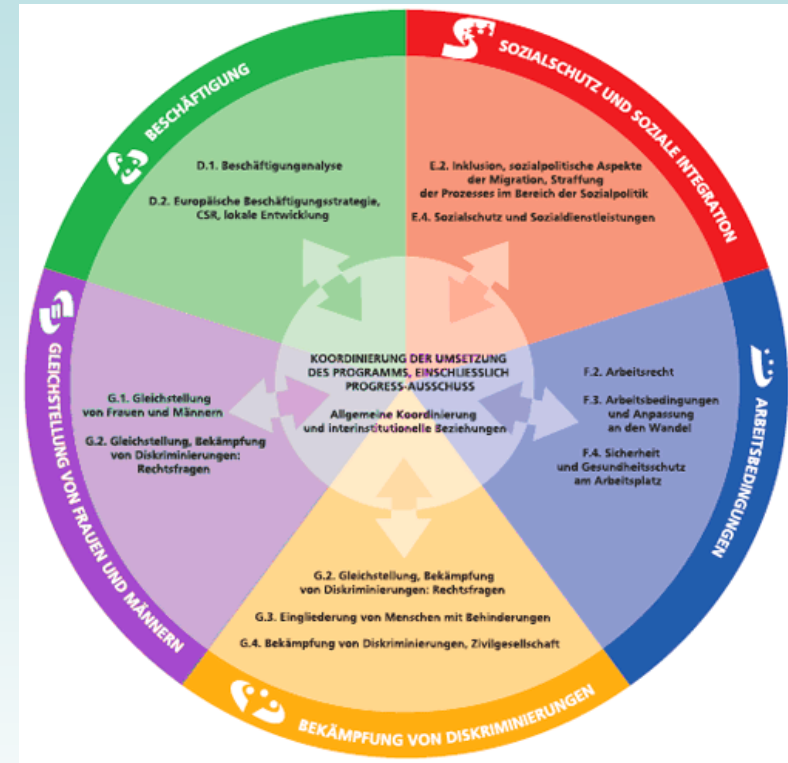 BESCHÄFTIGUNG
D.1. Beschäftigunganalyse
D.2. Europäische Beschäftigungsstrategie,
CSR, lokale Entwicklung
SOZIALSCHUTZ UND SOZIALE INTEGRATION
E.2. Inklusion, sozialpolitische Aspekte
der Migration, Straffung
der Prozesse im Bereich der Sozialpolitik
E.4. Sozialschutz und Sozialdienstleistungen
ARBEITSBEDINGUNGEN
F.2. Arbeitsrecht
F.3. Arbeitsbedingungen
und Anpassung
an den Wandel
F.4. Sicherheit
und Gesundheitsschutz
am Arbeitsplatz
BEKÄMPFUNG VON DISKRIMINIERUNGEN
G.2. Gleichstellung, Bekämpfung
von Diskriminierungen: Rechtsfragen
G.3. Eingliederung von Menschen mit Behinderungen
G.4. Bekämpfung von Diskriminierungen, Zivilgesellschaft
GLEICHSTELLUNG VON FRAUEN UND MÄNNERN
G.1. Gleichstellung
von Frauen und Männern
G.2. Gleichstellung, Bekämpfung
von Diskriminierungen:
Rechtsfragen
KOORDINIERUNG DER UMSETZUNG
DES PROGRAMMS, EINSCHLIESSLICH
PROGRESS-AUSSCHUSS
Allgemeine Koordinierung
und interinstitutionelle Beziehungen